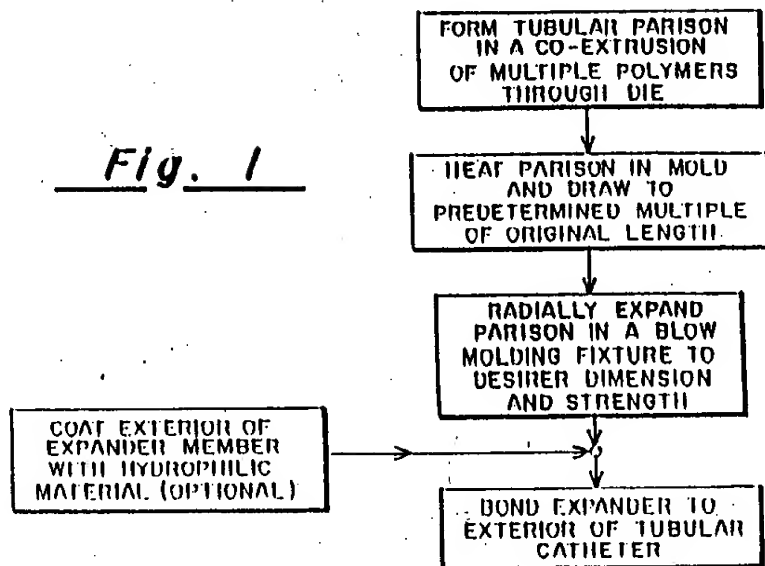 FORM TUBULAR PARISON
IN A CO-EXTRUSION
OF MULTIPLE POLYMERS
THROUGH DIE
Fig. 1
HEAT PARISON IN MOLD
AND DRAW TO
PREDETERMINED MULTIPLE
OF ORIGINAL LENGTH.
RADIALLY EXPAND
PARISON IN A BLOW
MOLDING FIXTURE TO
DESIRER DIMENSION
AND STRENGTH
COAT EXTERIOR OF
EXPANDER MEMBER
WITH HYDROPHILIC
MATERIAL (OPTIONAL)
BOND EXPANDER TO
EXTERIOR OF TUBULAR
CATHETER